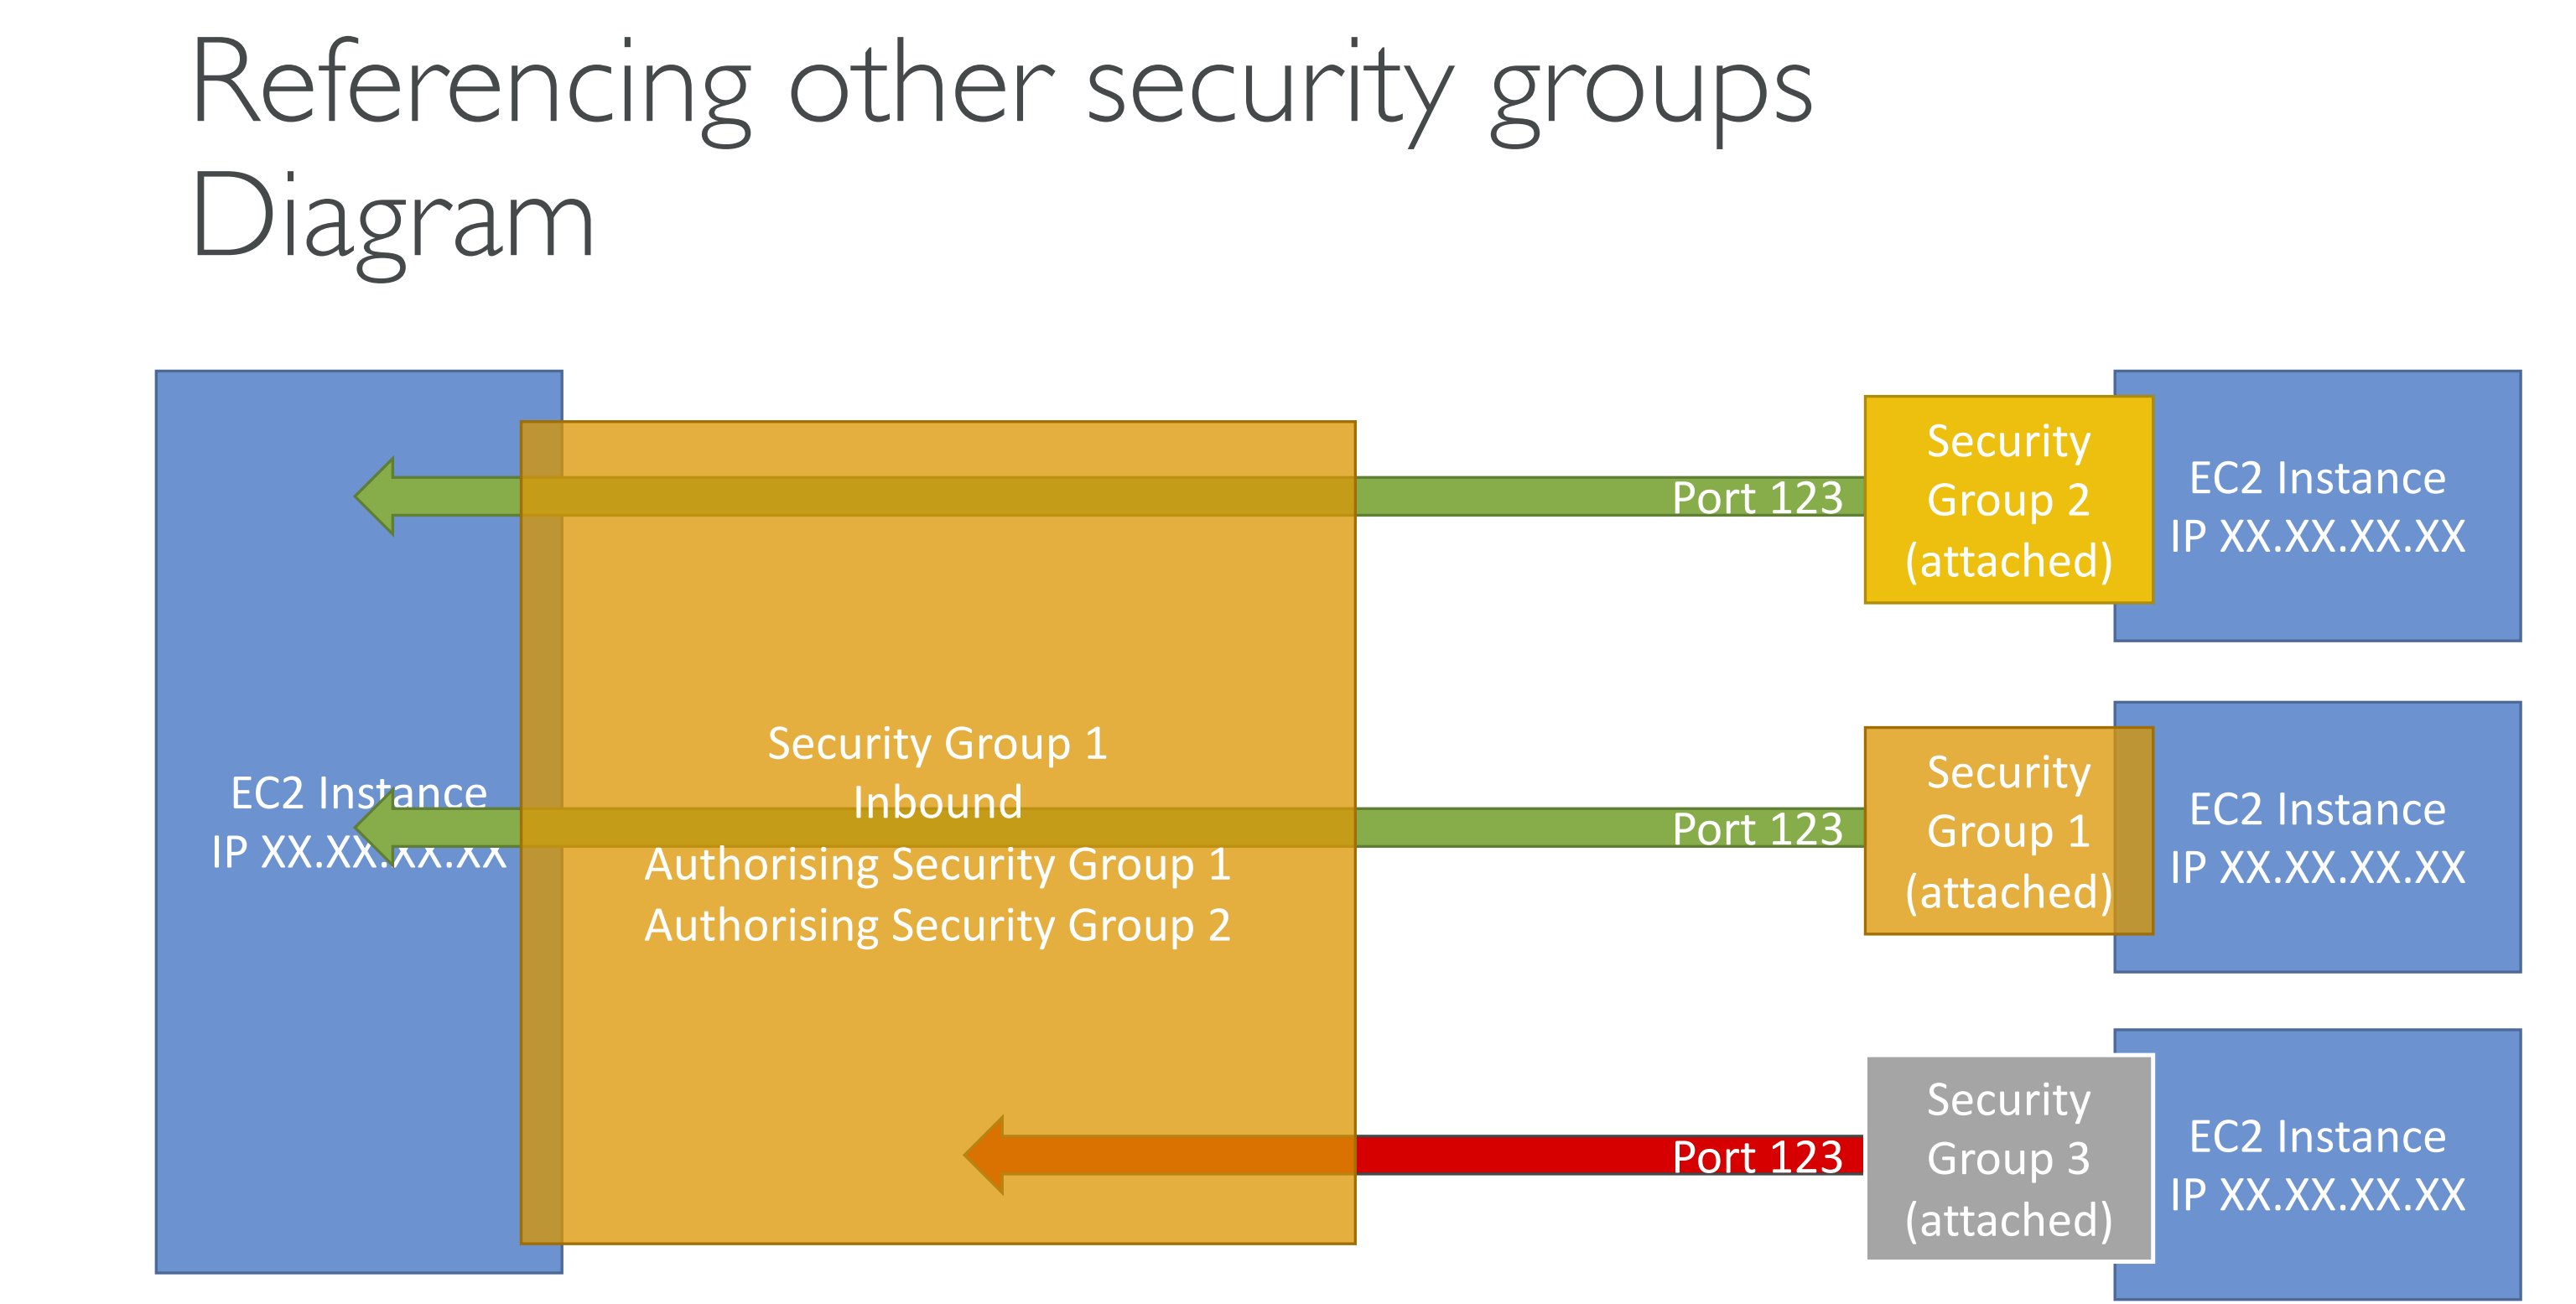 Referencing other security groups
Diagram
EC2 Instance
IP XX.XX.XX.XX
Security Group 1
Inbound
Authorising Security Group 1
Authorising Security Group 2
Port 123
Security
Group 2
(attached)
EC2 Instance
IP XX.XX.XX.XX
Port 123
Security
Group 1
(attached)
EC2 Instance
IP XX.XX.XX.XX
Port 123
Security
Group 3
(attached)
EC2 Instance
IP XX.XX.XX.XX